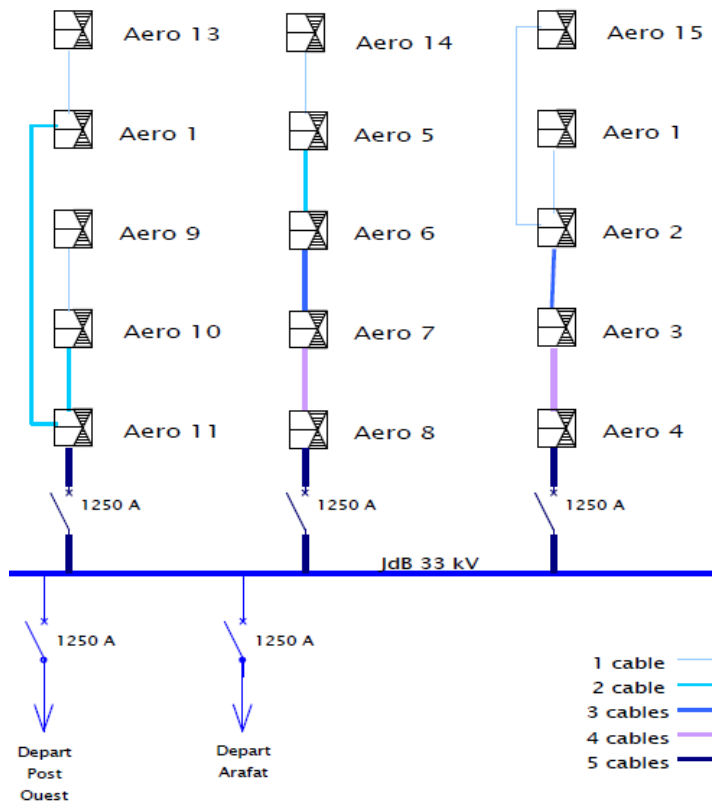 Aero 13
Aero 14
Aero 15
Aero 1
Aero 5
Aero 1
Aero 9
Aero 6
Aero 2
Aero 10
Aero 7
Aero 3
Aero 11
Aero 8
Aero 4
1250 A
1250 A
1250 A
JdB 33 kV
1250 A
1250 A
1 cable
2 cable
3 cables
4 cables
5 cables
Depart
Post
Ouest
Depart
Arafat